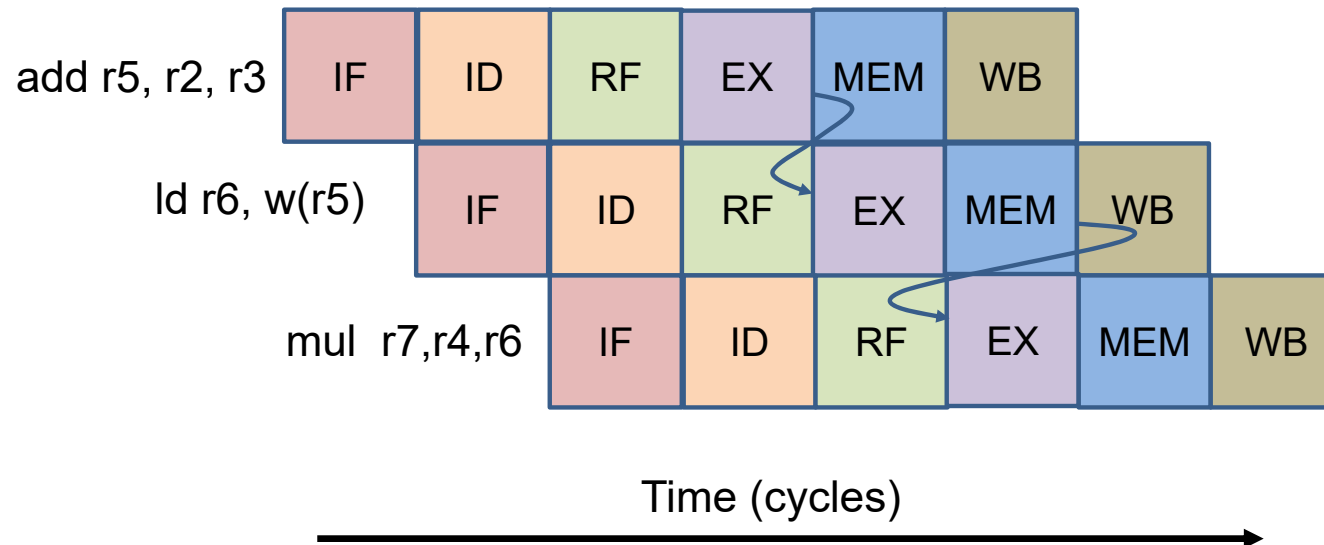 add r5, r2, r3 IF ID RF EX MEM WB
ld r6, w(r5) IF ID RF EX MEM WB
mul r7,r4,r6 IF ID RF EX MEM WB
Time (cycles)